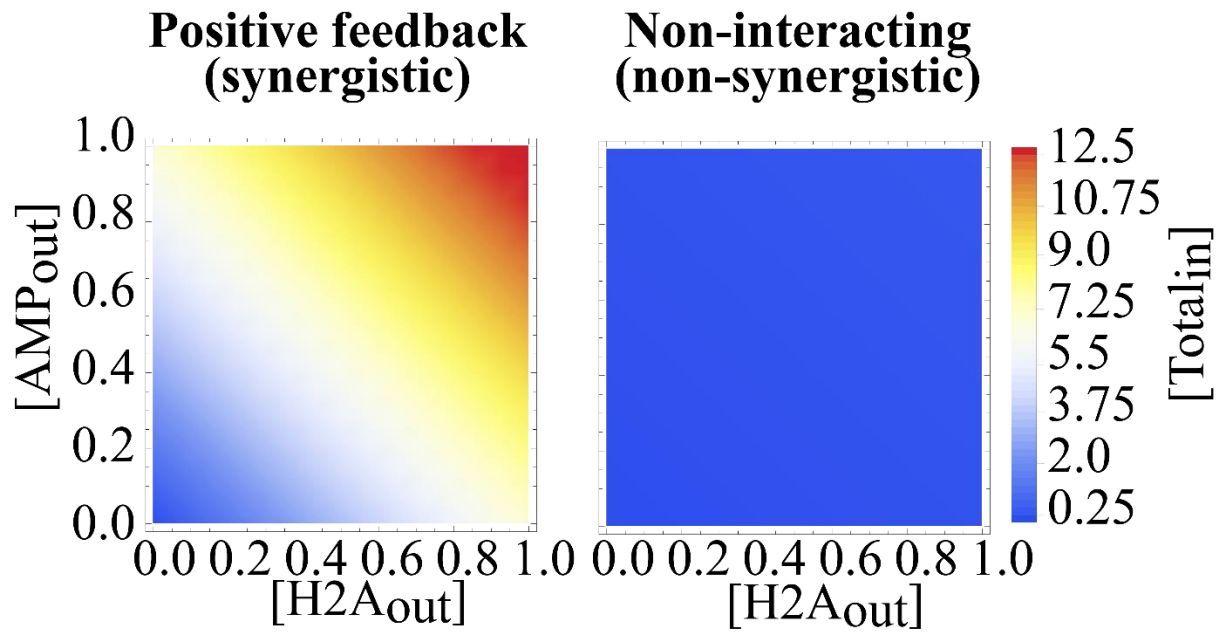 Positive feedback
(synergistic)
Non-interacting
(non-synergistic)
[AMPout]
1.0
0.8
0.6
0.4
0.2
0.0
0.0 0.2 0.4 0.6 0.8 1.0
[H2Aout]
0.0 0.2 0.4 0.6 0.8 1.0
[H2Aout]
12.5
10.75
9.0
7.25
5.5
3.75
2.0
0.25
[Totalin]